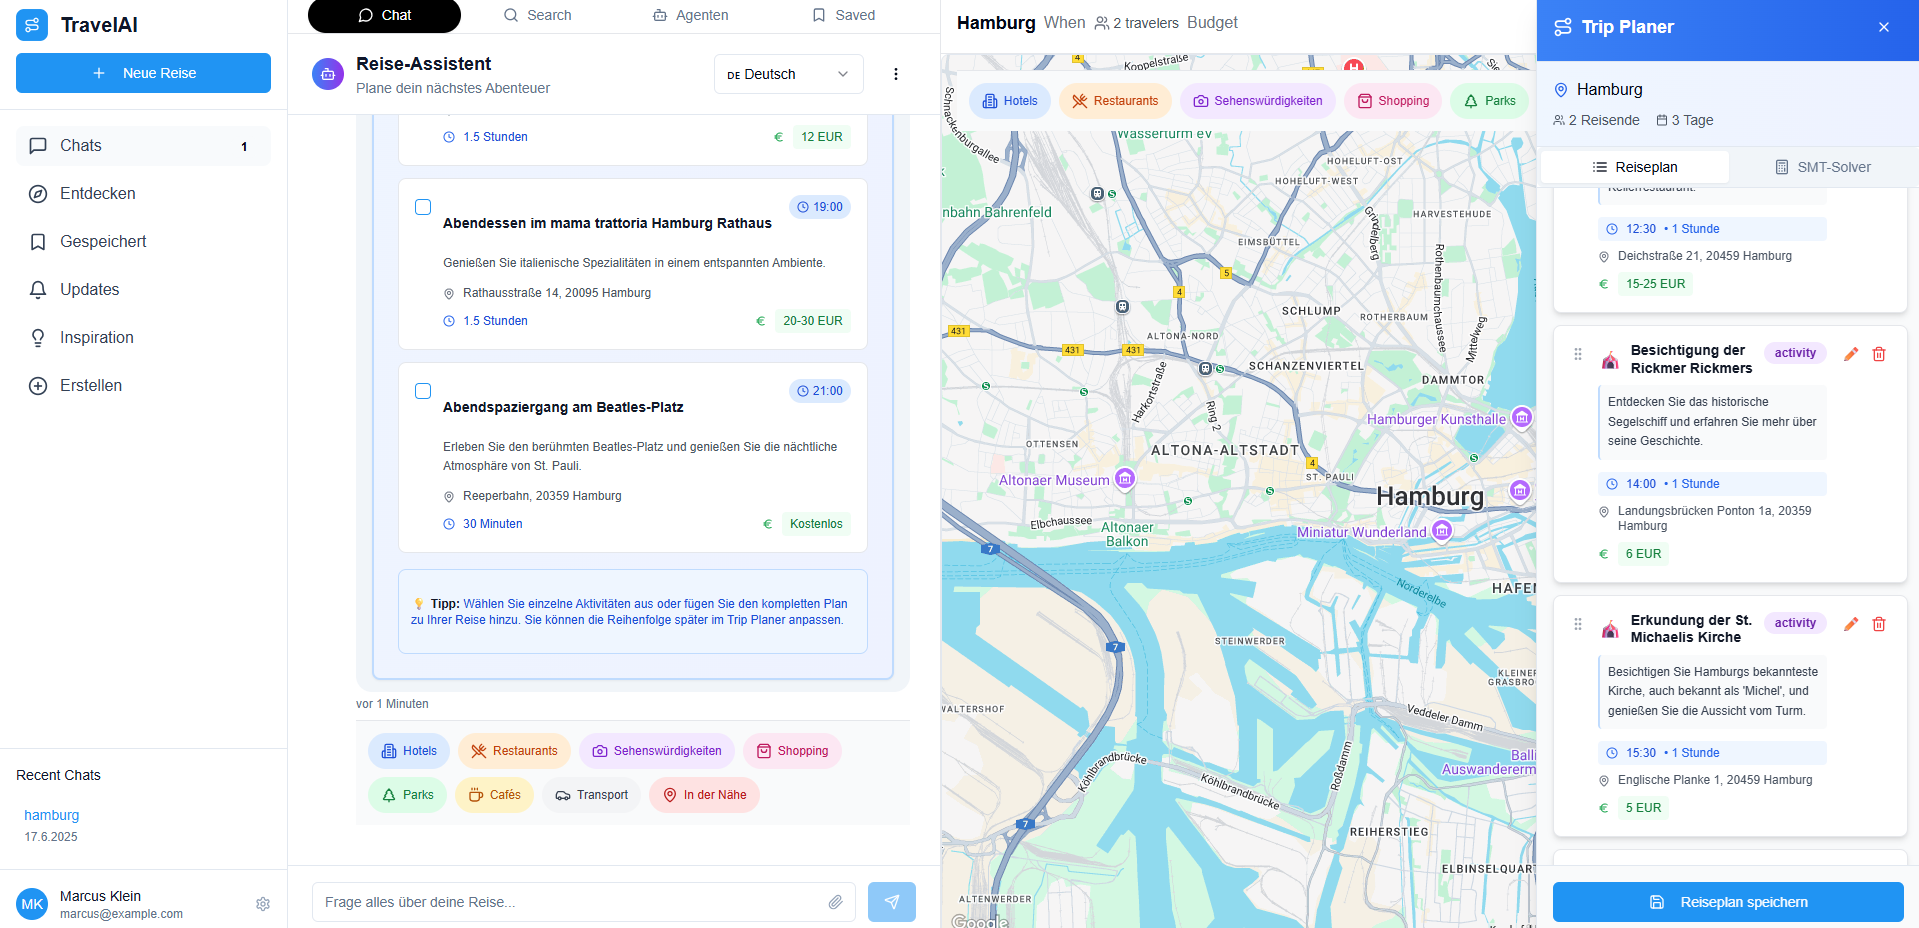 TravelAI
Neue Reise
Chats 1
Entdecken
Gespeichert
Updates
Inspiration
Erstellen
Recent Chats
hamburg
17.6.2025
MK
Marcus Klein
marcus@example.com
Chat
Search
Agenten
Saved
Reise-Assistent
Plane dein nächstes Abenteuer
DE Deutsch
1.5 Stunden
€ 12 EUR
19:00
Abendessen im mama trattoria Hamburg Rathaus
Genießen Sie italienische Spezialitäten in einem entspannten Ambiente.
Rathausstraße 14, 20095 Hamburg
1.5 Stunden
€ 20-30 EUR
21:00
Abendspaziergang am Beatles-Platz
Erleben Sie den berühmten Beatles-Platz und genießen Sie die nächtliche
Atmosphäre von St. Pauli.
Reeperbahn, 20359 Hamburg
30 Minuten
€ Kostenlos
Tipp: Wählen Sie einzelne Aktivitäten aus oder fügen Sie den kompletten Plan
zu Ihrer Reise hinzu. Sie können die Reihenfolge später im Trip Planer anpassen.
vor 1 Minuten
Hotels
Restaurants
Sehenswürdigkeiten
Shopping
Parks
Cafés
Transport
In der Nähe
Frage alles über deine Reise...
Hamburg When 2 travelers Budget
4
Koppelstraße
H
Hotels
Restaurants
Sehenswürdigkeiten
Shopping
Parks
Schnackenburgallee
Wasserturm eV
HOHELUFT-OST
HOHELUFT-WEST
S
nbahn Bahrenfeld
HARVESTEHUDE
Grindelberg
EIMSBÜTTEL
Rothenbaumchaussee
5
4
SCHLUMP
ROTHERBAUM
Mittelweg
431
ALTONA-NORD
431
431
SCHANZENVIERTEL
S
DAMMTOR
S
S
Harkortstraße
Ring 2
Hamburger Kunsthalle
OTTENSEN
ALTONA-ALTSTADT
4
S
ST. PAULI
Altonaer Museum
S
S
Hamburg
Elbchaussee
Altonaer
Balkon
Miniatur Wunderland
7
Norderelbe
HAFEN
STEINWERDER
7
KLEINER
GRASBRO
WALTERSHOF
Veddeler Damm
Köhlbrandbrücke
Roßdamm
Balli
Auswandererm
Köhlbrandbrücke
7
REIHERSTIEG
ELBINSELQUART
ALTENWERDER
Google
Trip Planer
Hamburg
2 Reisende
3 Tage
Reiseplan
SMT-Solver
Kellerrestaurant.
12:30 • 1 Stunde
Deichstraße 21, 20459 Hamburg
€ 15-25 EUR
Besichtigung der
Rickmer Rickmers
activity
Entdecken Sie das historische
Segelschiff und erfahren Sie mehr über
seine Geschichte.
14:00 • 1 Stunde
Landungsbrücken Ponton 1a, 20359
Hamburg
€ 6 EUR
Erkundung der St.
Michaelis Kirche
activity
Besichtigen Sie Hamburgs bekannteste
Kirche, auch bekannt als 'Michel', und
genießen Sie die Aussicht vom Turm.
15:30 • 1 Stunde
Englische Planke 1, 20459 Hamburg
€ 5 EUR
Reiseplan speichern